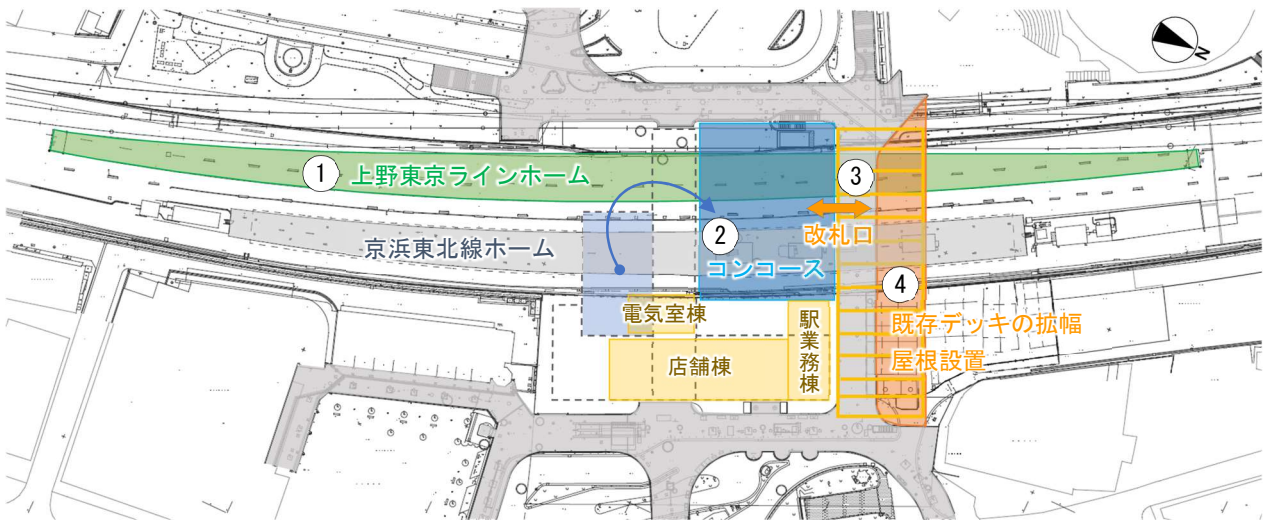 N
① 上野東京ラインホーム
③
改札口
②
コンコース
京浜東北線ホーム
④
既存デッキの拡幅
屋根設置
電気室棟
駅業務棟
店舗棟